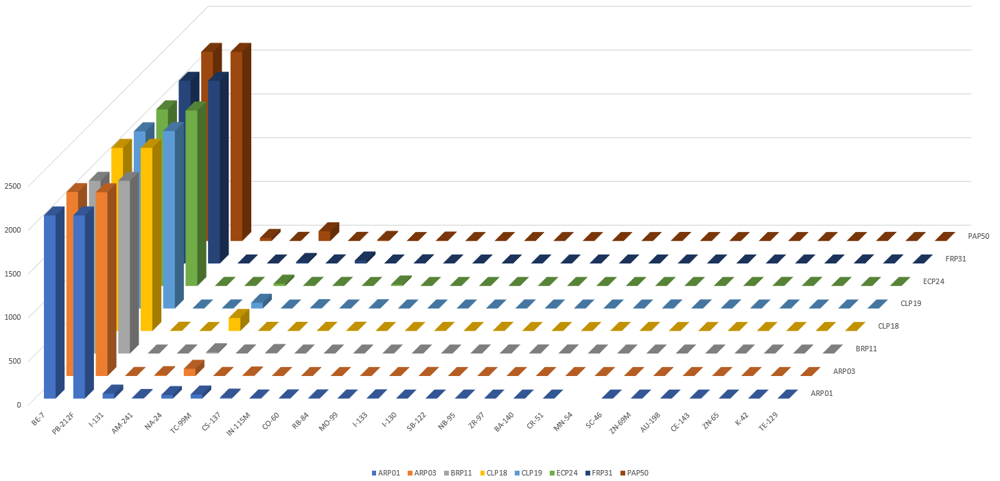 2500
2000
1500
1000
500
0
PAP50
FRP31
ECP24
CLP19
CLP18
BRP11
ARP03
ARP01
BE-7
PB-212F
I-131
AM-241
NA-24
TC-99M
CS-137
IN-115M
CO-60
RB-84
MO-99
I-133
I-130
SB-122
NB-95
ZR-97
BA-140
CR-51
MN-54
SC-46
ZN-69M
AU-198
CE-143
ZN-65
K-42
TE-129
ARP01 ARP03 BRP11 CLP18 CLP19 ECP24 FRP31 PAP50